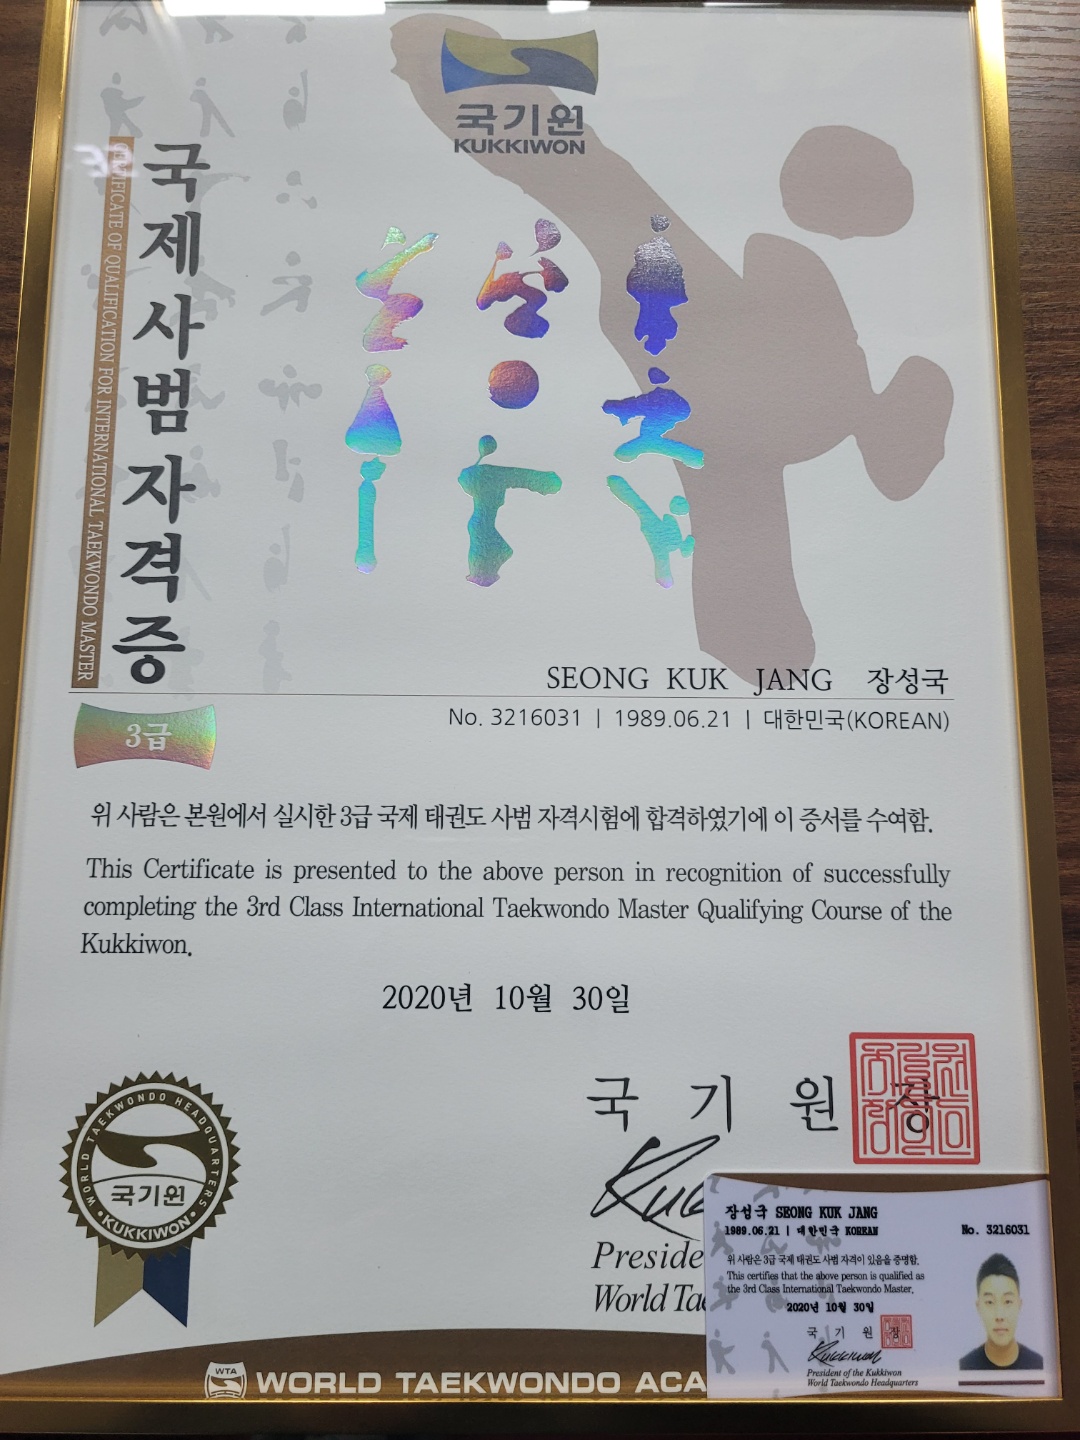 국기원
KUKKIWON
국제사범자격증
CERTIFICATE OF QUALIFICATION FOR INTERNATIONAL TAEKWONDO MASTER
SEONG KUK JANG 장성국
No. 3216031 | 1989.06.21 | 대한민국(KOREAN)
3급
위 사람은 본원에서 실시한 3급 국제 태권도 사범 자격시험에 합격하였기에 이 증서를 수여함.
This Certificate is presented to the above person in recognition of successfully
completing the 3rd Class International Taekwondo Master Qualifying Course of the
Kukkiwon.
2020년 10월 30일
국 기 원 장
WORLD TAEKWONDO HEADQUARTERS
국기원
KUKKIWON
Preside
World Tae
WTA
WORLD TAEKWONDO ACA
장성국 SEONG KUK JANG
1989.06.21 | 대한민국 KOREAN
No. 3216031
위 사람은 3급 국제 태권도 사범 자격이 있음을 증명함.
This certifies that the above person is qualified as
the 3rd Class International Taekwondo Master.
2020년 10월 30일
국 기 원 장
Kukkiwon
President of the Kukkiwon
World Taekwondo Headquarters